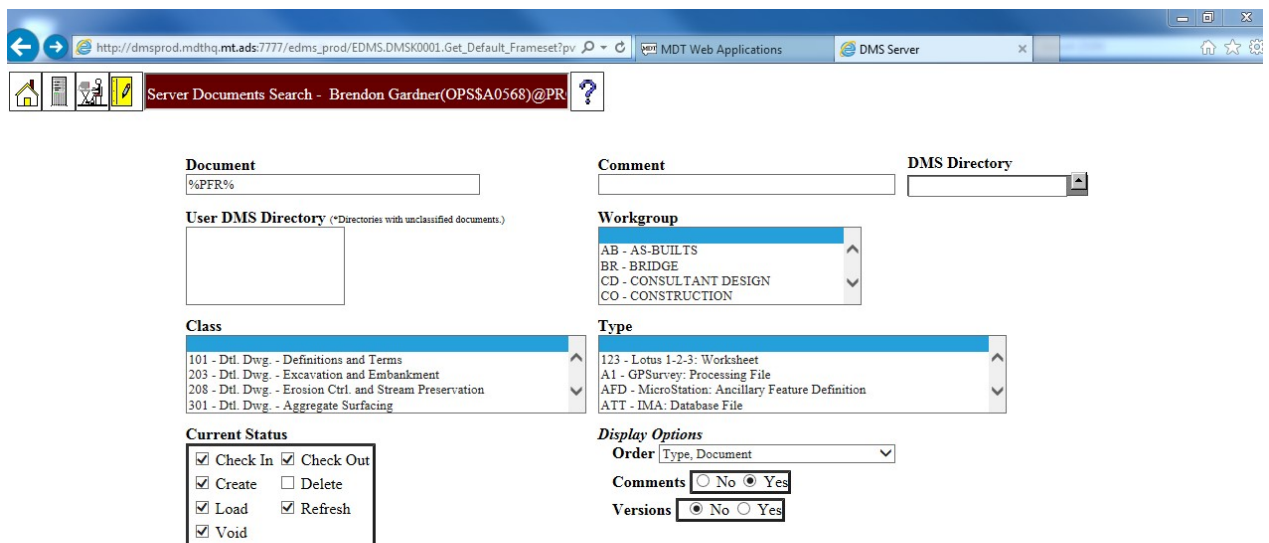 http://dmsprod.mdthq.mt.ads:7777/edms_prod/EDMS.DMSK0001.Get_Default_Frameset?pv
MDT MDT Web Applications
DMS Server
Server Documents Search - Brendon Gardner(OPS$A0568)@PR
Document
Comment
DMS Directory
%PFR%
User DMS Directory (*Directories with unclassified documents.)
Workgroup
AB - AS-BUILTS
BR - BRIDGE
CD - CONSULTANT DESIGN
CO - CONSTRUCTION
Class
Type
101 - Dtl. Dwg. - Definitions and Terms
203 - Dtl. Dwg. - Excavation and Embankment
208 - Dtl. Dwg. - Erosion Ctrl. and Stream Preservation
301 - Dtl. Dwg. - Aggregate Surfacing
123 - Lotus 1-2-3: Worksheet
A1 - GPSurvey: Processing File
AFD - MicroStation: Ancillary Feature Definition
ATT - IMA: Database File
Current Status
Check In Check Out
Create Delete
Load Refresh
Void
Display Options
Order Type, Document
Comments No Yes
Versions No Yes